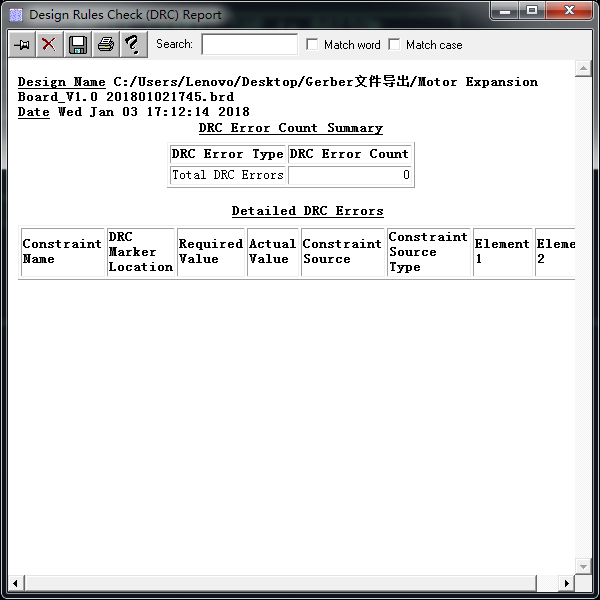 Design Rules Check (DRC) Report
Search: Match word Match case
Design Name C:/Users/Lenovo/Desktop/Gerber文件导出/Motor Expansion
Board_V1.0 201801021745.brd
Date Wed Jan 03 17:12:14 2018
DRC Error Count Summary
DRC Error Type DRC Error Count
Total DRC Errors 0
Detailed DRC Errors
Constraint Name DRC Marker Location Required Value Actual Value Constraint Source Constraint Source Type Element 1 Eleme 2